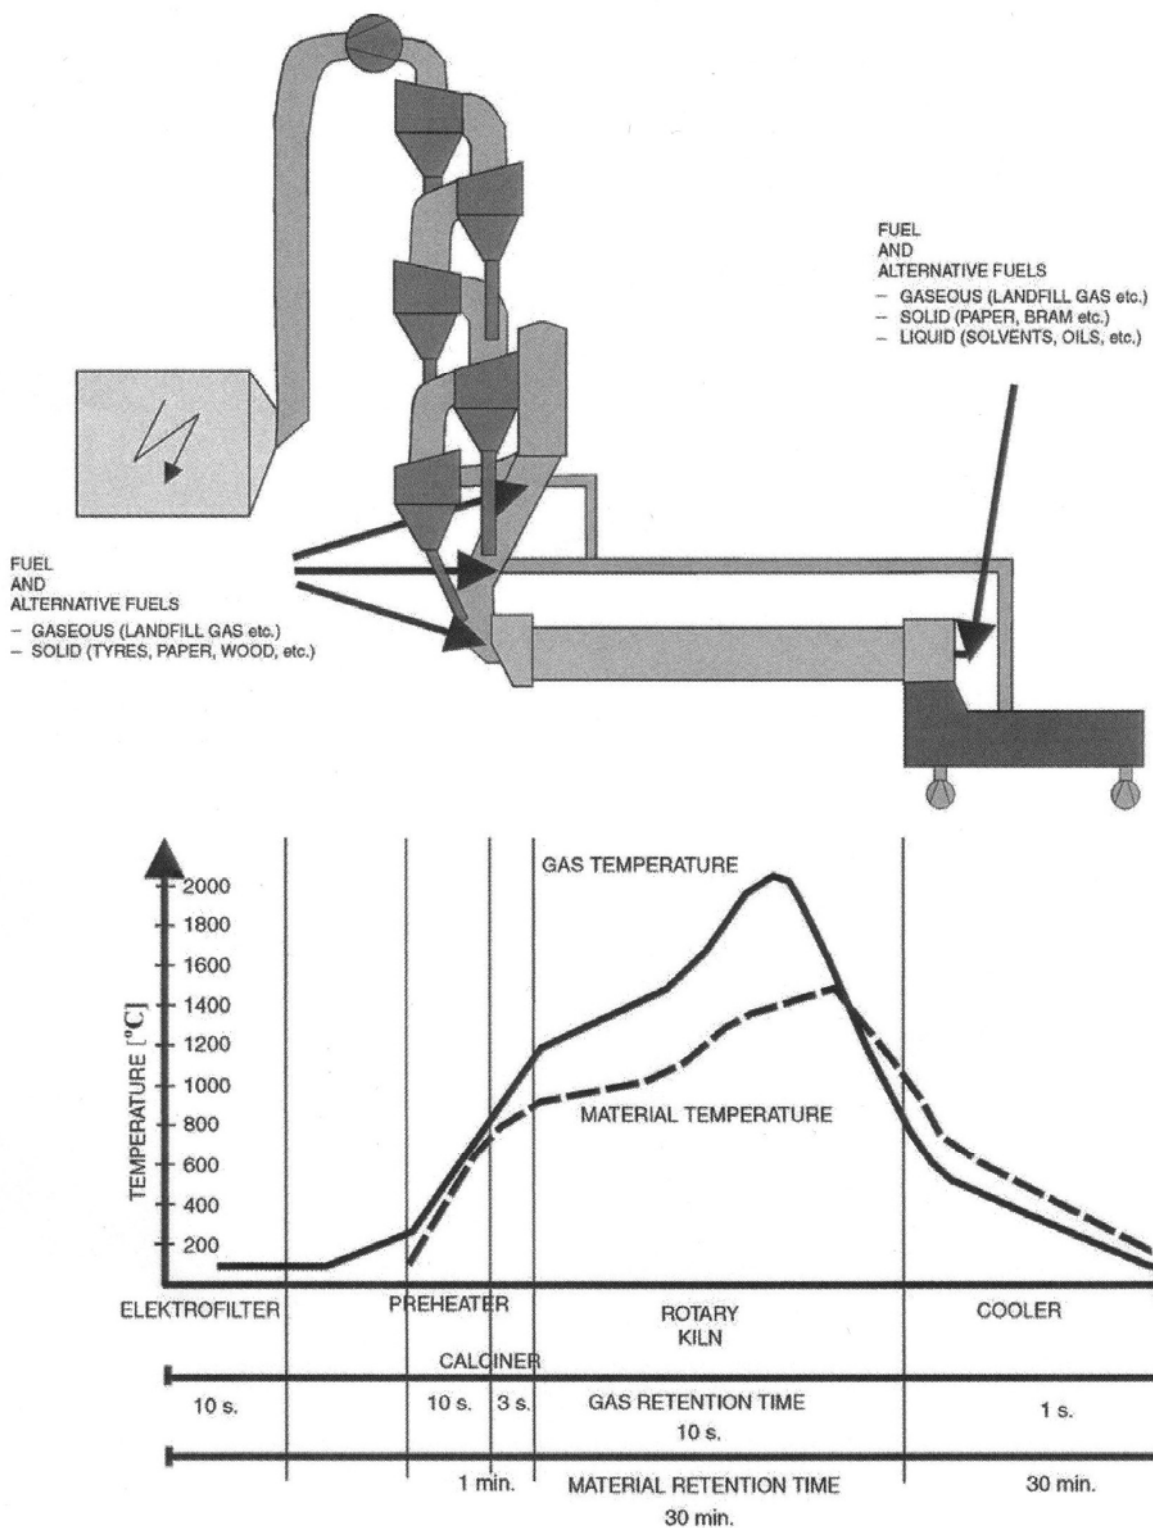 FUEL
AND
ALTERNATIVE FUELS
– GASEOUS (LANDFILL GAS etc.)
– SOLID (PAPER, BRAM etc.)
– LIQUID (SOLVENTS, OILS, etc.)
FUEL
AND
ALTERNATIVE FUELS
– GASEOUS (LANDFILL GAS etc.)
– SOLID (TYRES, PAPER, WOOD, etc.)
GAS TEMPERATURE
2000
1800
1600
1400
1200
1000
800
600
400
200
TEMPERATURE [°C]
MATERIAL TEMPERATURE
ELEKTROFILTER
PREHEATER
ROTARY
KILN
COOLER
CALCINER
10 s.
10 s.
3 s.
GAS RETENTION TIME
10 s.
1 s.
1 min.
MATERIAL RETENTION TIME
30 min.
30 min.